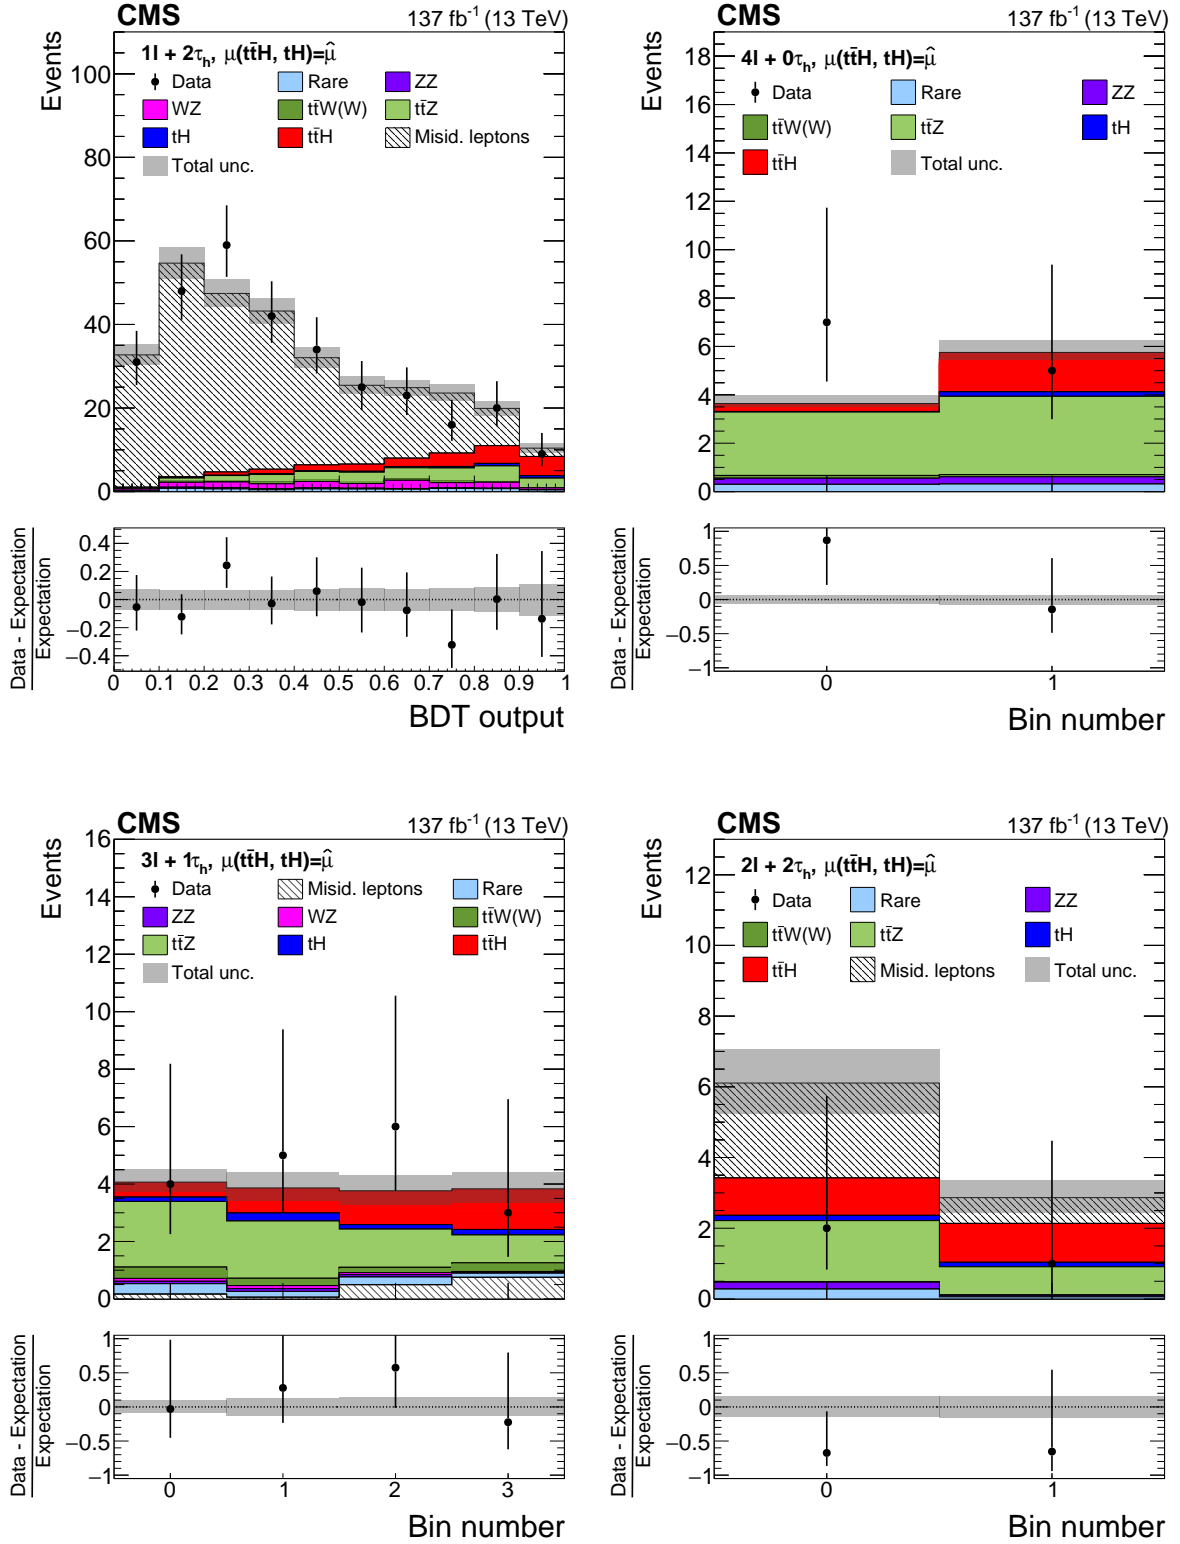 CMS 137 fb⁻¹ (13 TeV)
1l + 2τh, μ(tt̄H, tH)=μ̂
Data Rare ZZ
WZ tt̄W(W) tt̄Z
tH tt̄H Misid. leptons
Total unc.
Events
100
80
60
40
20
0
Data - Expectation
Expectation
0.4
0.2
0
−0.2
−0.4
0 0.1 0.2 0.3 0.4 0.5 0.6 0.7 0.8 0.9 1
BDT output
CMS 137 fb⁻¹ (13 TeV)
4l + 0τh, μ(tt̄H, tH)=μ̂
Data Rare ZZ
tt̄W(W) tt̄Z tH
tt̄H Total unc.
Events
18
16
14
12
10
8
6
4
2
0
Data - Expectation
Expectation
1
0.5
0
−0.5
−1
0 1
Bin number
CMS 137 fb⁻¹ (13 TeV)
3l + 1τh, μ(tt̄H, tH)=μ̂
Data Misid. leptons Rare
ZZ WZ tt̄W(W)
tt̄Z tH tt̄H
Total unc.
Events
16
14
12
10
8
6
4
2
0
Data - Expectation
Expectation
1
0.5
0
−0.5
−1
0 1 2 3
Bin number
CMS 137 fb⁻¹ (13 TeV)
2l + 2τh, μ(tt̄H, tH)=μ̂
Data Rare ZZ
tt̄W(W) tt̄Z tH
tt̄H Misid. leptons Total unc.
Events
12
10
8
6
4
2
0
Data - Expectation
Expectation
1
0.5
0
−0.5
−1
0 1
Bin number